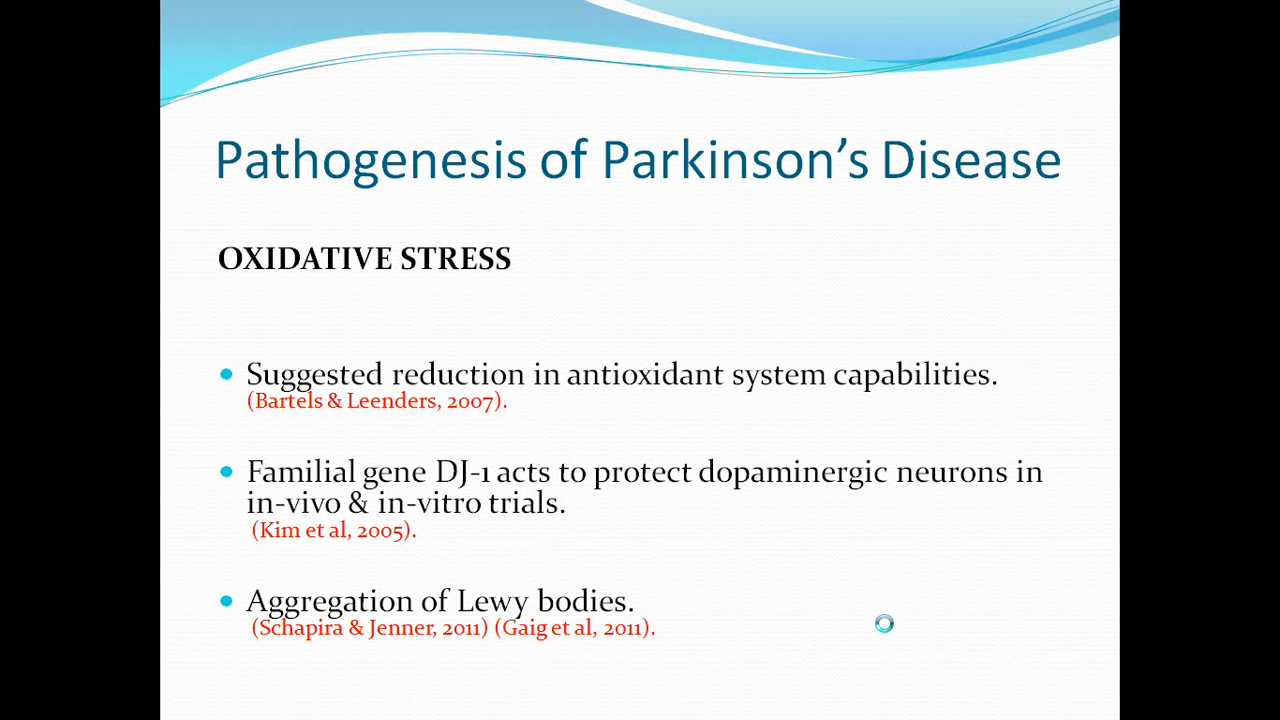 Pathogenesis of Parkinson's Disease
OXIDATIVE STRESS
Suggested reduction in antioxidant system capabilities.
(Bartels & Leenders, 2007).
Familial gene DJ-1 acts to protect dopaminergic neurons in
in-vivo & in-vitro trials.
(Kim et al, 2005).
Aggregation of Lewy bodies.
(Schapira & Jenner, 2011) (Gaig et al, 2011).